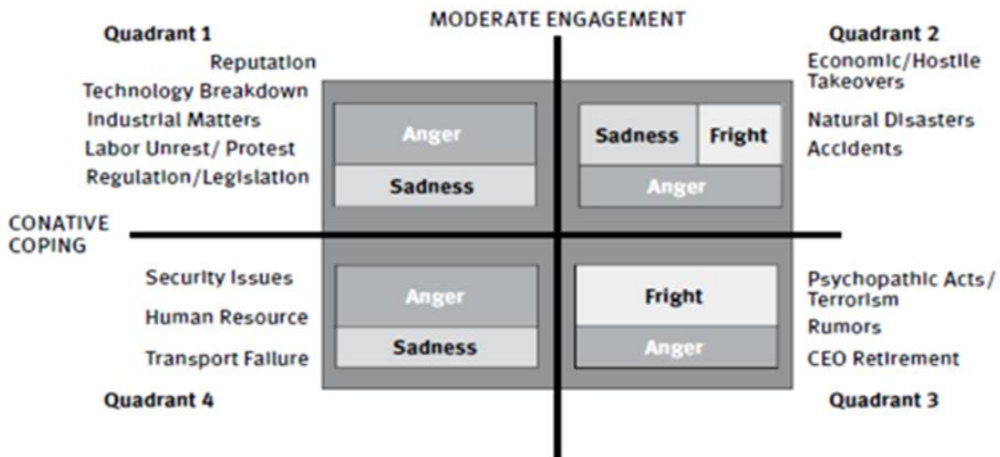 MODERATE ENGAGEMENT
Quadrant 1
Reputation
Technology Breakdown
Industrial Matters
Labor Unrest/ Protest
Regulation/Legislation
Anger
Sadness
Quadrant 2
Economic/Hostile
Takeovers
Natural Disasters
Accidents
Sadness Fright
Anger
CONATIVE
COPING
Security Issues
Human Resource
Transport Failure
Quadrant 4
Anger
Sadness
Fright
Anger
Psychopathic Acts/
Terrorism
Rumors
CEO Retirement
Quadrant 3